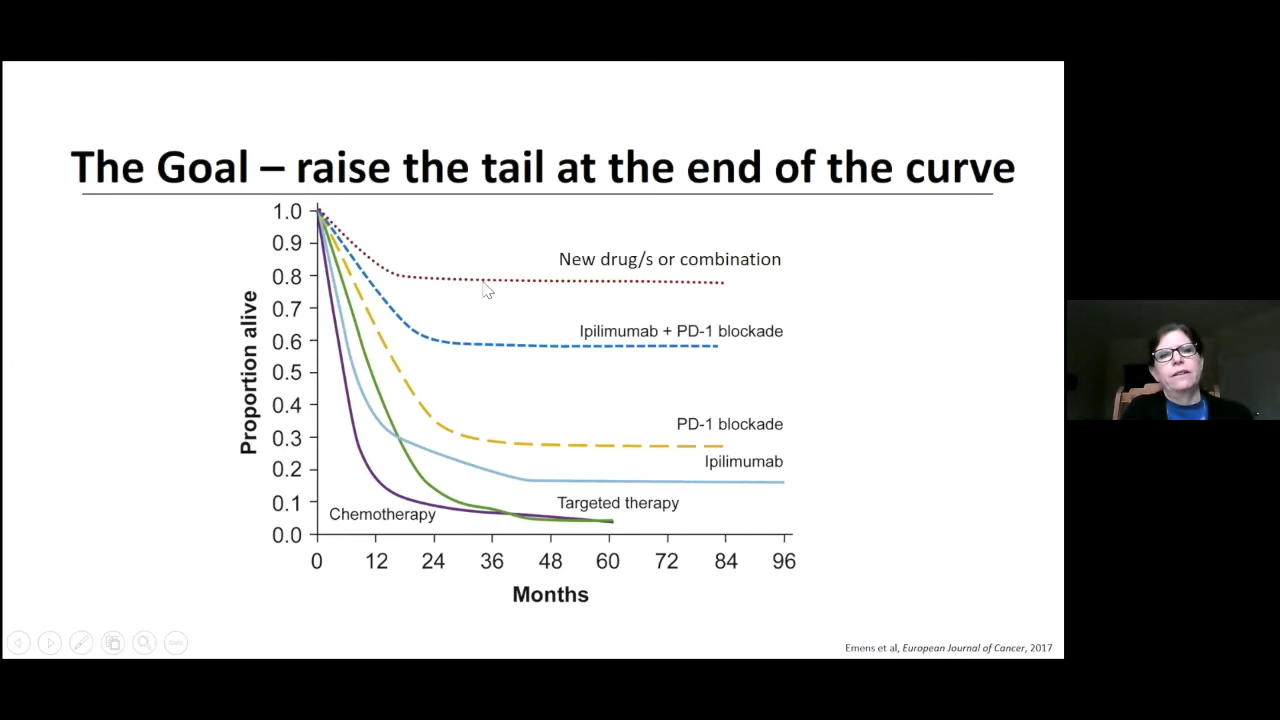 The Goal – raise the tail at the end of the curve
1.0
0.9
0.8
0.7
0.6
0.5
0.4
0.3
0.2
0.1
0.0
Proportion alive
New drug/s or combination
Ipilimumab + PD-1 blockade
PD-1 blockade
Ipilimumab
Targeted therapy
Chemotherapy
0 12 24 36 48 60 72 84 96
Months
Emens et al, European Journal of Cancer, 2017